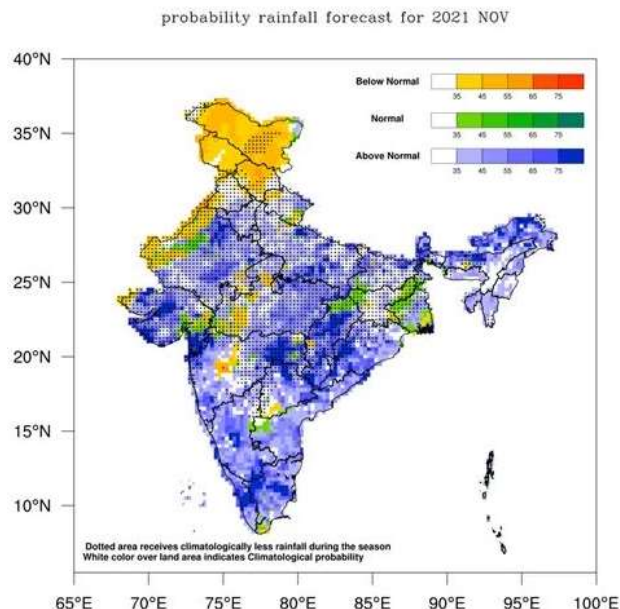 probability rainfall forecast for 2021 NOV
40°N
35°N
30°N
25°N
20°N
15°N
10°N
Below Normal
35 45 55 65 75
Normal
35 45 55 65 75
Above Normal
35 45 55 65 75
Dotted area receives climatologically less rainfall during the season
White color over land area indicates Climatological probability
65°E 70°E 75°E 80°E 85°E 90°E 95°E 100°E